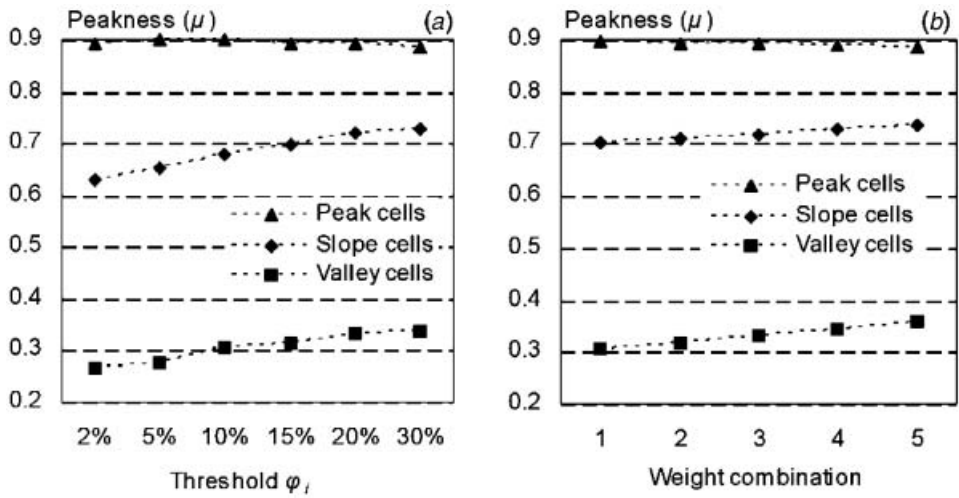 Peakness (μ) (a)
0.9
0.8
0.7
0.6
0.5
0.4
0.3
0.2
Peak cells
Slope cells
Valley cells
2% 5% 10% 15% 20% 30%
Threshold φi
Peakness (μ) (b)
0.9
0.8
0.7
0.6
0.5
0.4
0.3
0.2
Peak cells
Slope cells
Valley cells
1 2 3 4 5
Weight combination